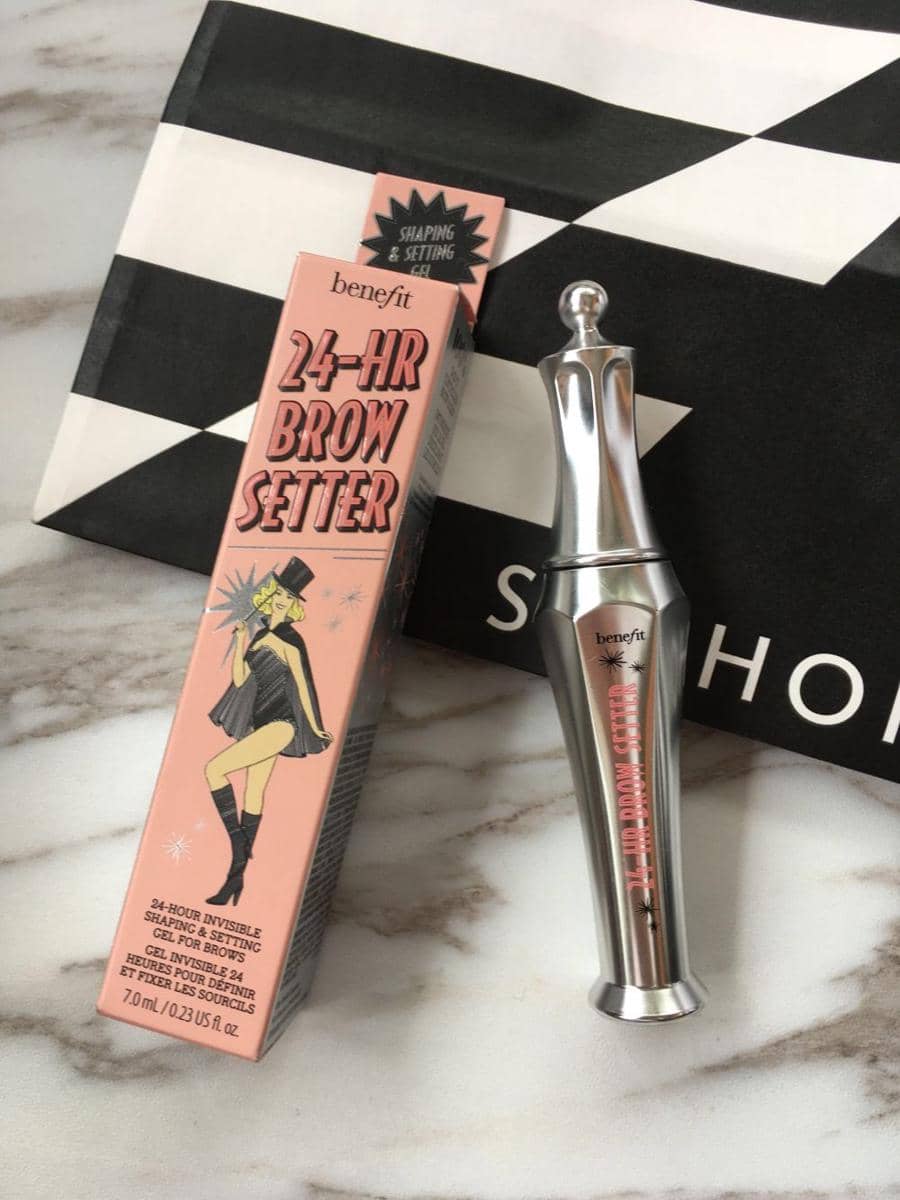 SHAPING
& SETTING
GEL
benefit
24-HR
BROW
SETTER
24-HOUR INVISIBLE
SHAPING & SETTING
GEL FOR BROWS
GEL INVISIBLE 24
HEURES POUR DÉFINIR
ET FIXER LES SOURCILS
7.0 mL / 0.23 US fl. oz.
benefit
24-HR BROW SETTER
S
HO